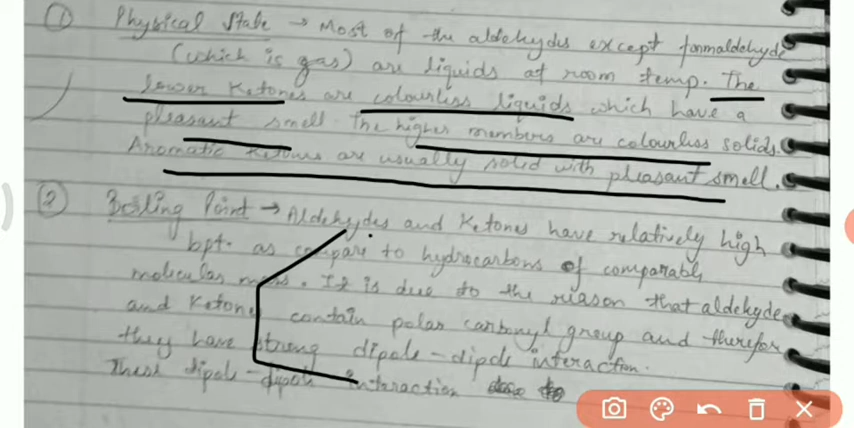 ① Physical State → Most of the aldehydes except formaldehyde
(which is gas) are liquids at room temp. The
lower Ketones are colourless liquids which have a
pleasant smell The higher members are colourless solids.
Aromatic Ketones are usually solid with pleasant smell.
② Boiling Point → Aldehydes and Ketones have relatively high
bpt. as compare to hydrocarbons of comparable
molecular mass. It is due to the reason that aldehyde
and Ketone contain polar carbonyl group and therefor
they have strong dipole-dipole interaction.
These dipole-dipole interaction